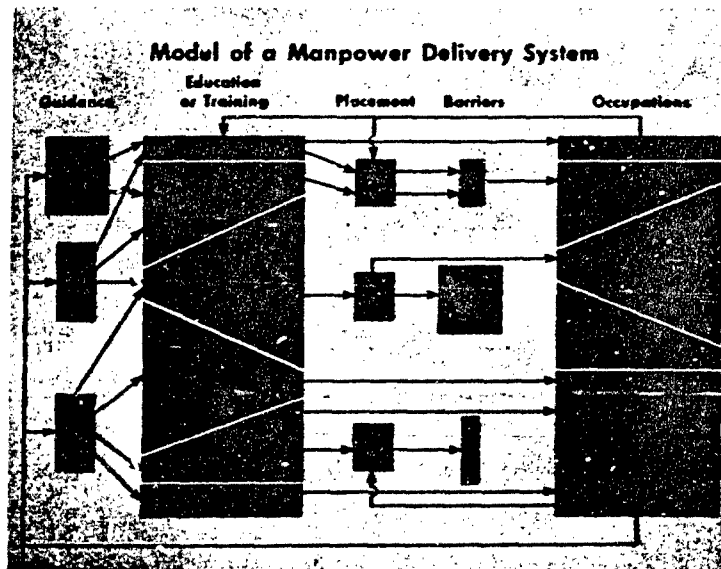 Model of a Manpower Delivery System
Guidance
Education
or Training
Placement
Barriers
Occupations